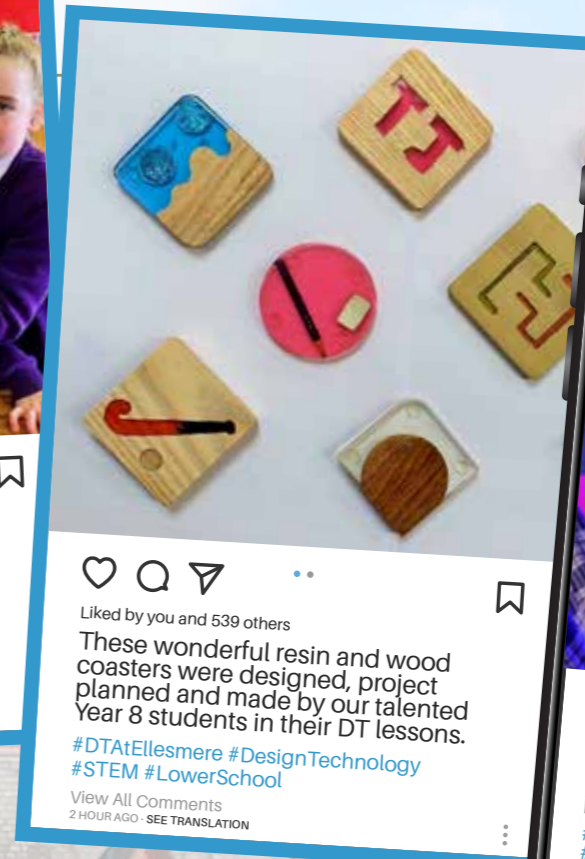 Liked by you and 539 others
These wonderful resin and wood
coasters were designed, project
planned and made by our talented
Year 8 students in their DT lessons.
#DTAtEllesmere #DesignTechnology
#STEM #LowerSchool
View All Comments
2 HOUR AGO · SEE TRANSLATION